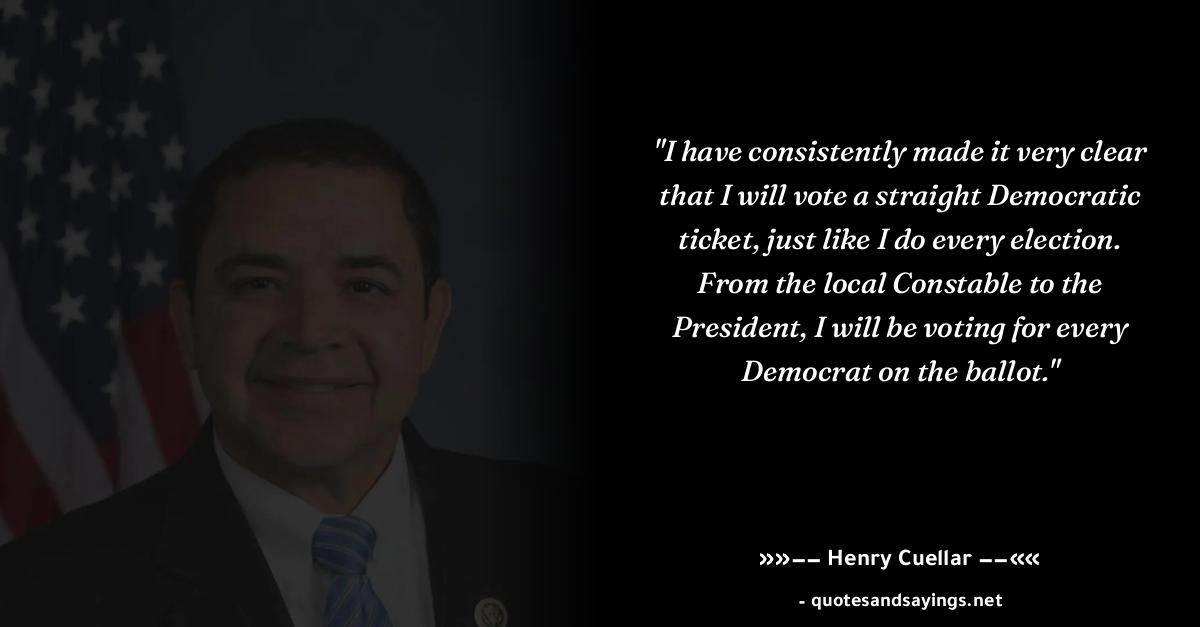 "I have consistently made it very clear
that I will vote a straight Democratic
ticket, just like I do every election.
From the local Constable to the
President, I will be voting for every
Democrat on the ballot."
»»−− Henry Cuellar −−««
- quotesandsayings.net